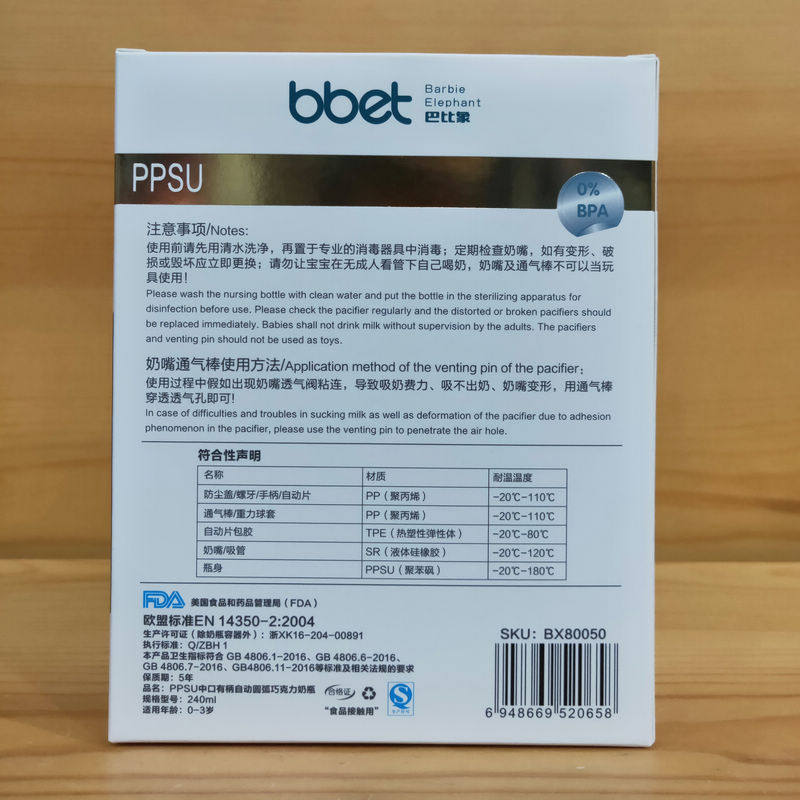 bbet
Barbie
Elephant
巴比象
PPSU
0%
BPA
注意事项/Notes:
使用前请先用清水洗净，再置于专业的消毒器具中消毒；定期检查奶嘴，如有变形、破
损或毁坏应立即更换；请勿让宝宝在无成人看管下自己喝奶，奶嘴及通气棒不可以当玩
具使用！
Please wash the nursing bottle with clean water and put the bottle in the sterilizing apparatus for
disinfection before use. Please check the pacifier regularly and the distorted or broken pacifiers should
be replaced immediately. Babies shall not drink milk without supervision by the adults. The pacifiers
and venting pin should not be used as toys.
奶嘴通气棒使用方法/Application method of the venting pin of the pacifier:
使用过程中假如出现奶嘴透气阀粘连，导致吸奶费力、吸不出奶、奶嘴变形，用通气棒
穿透透气孔即可！
In case of difficulties and troubles in sucking milk as well as deformation of the pacifier due to adhesion
phenomenon in the pacifier, please use the venting pin to penetrate the air hole.
符合性声明
名称 材质 耐温温度
防尘盖/螺牙/手柄/自动片 PP（聚丙烯） -20℃-110℃
通气棒/重力球套 PP（聚丙烯） -20℃-110℃
自动片包胶 TPE（热塑性弹性体） -20℃-80℃
奶嘴/吸管 SR（液体硅橡胶） -20℃-120℃
瓶身 PPSU（聚苯砜） -20℃-180℃
FDA 美国食品和药品管理局（FDA）
欧盟标准EN 14350-2:2004
生产许可证（除奶瓶容器外）：浙XK16-204-00891
执行标准：Q/ZBH 1
本产品卫生指标符合 GB 4806.1-2016、GB 4806.6-2016、
GB 4806.7-2016、GB4806.11-2016等标准及相关法规的要求
保质期：5年
品名：PPSU中口有柄自动圆弧巧克力奶瓶
规格型号：240ml
适用年龄：0-3岁
合格证
"食品接触用"
生产许可
SKU: BX80050
6 948669 520658